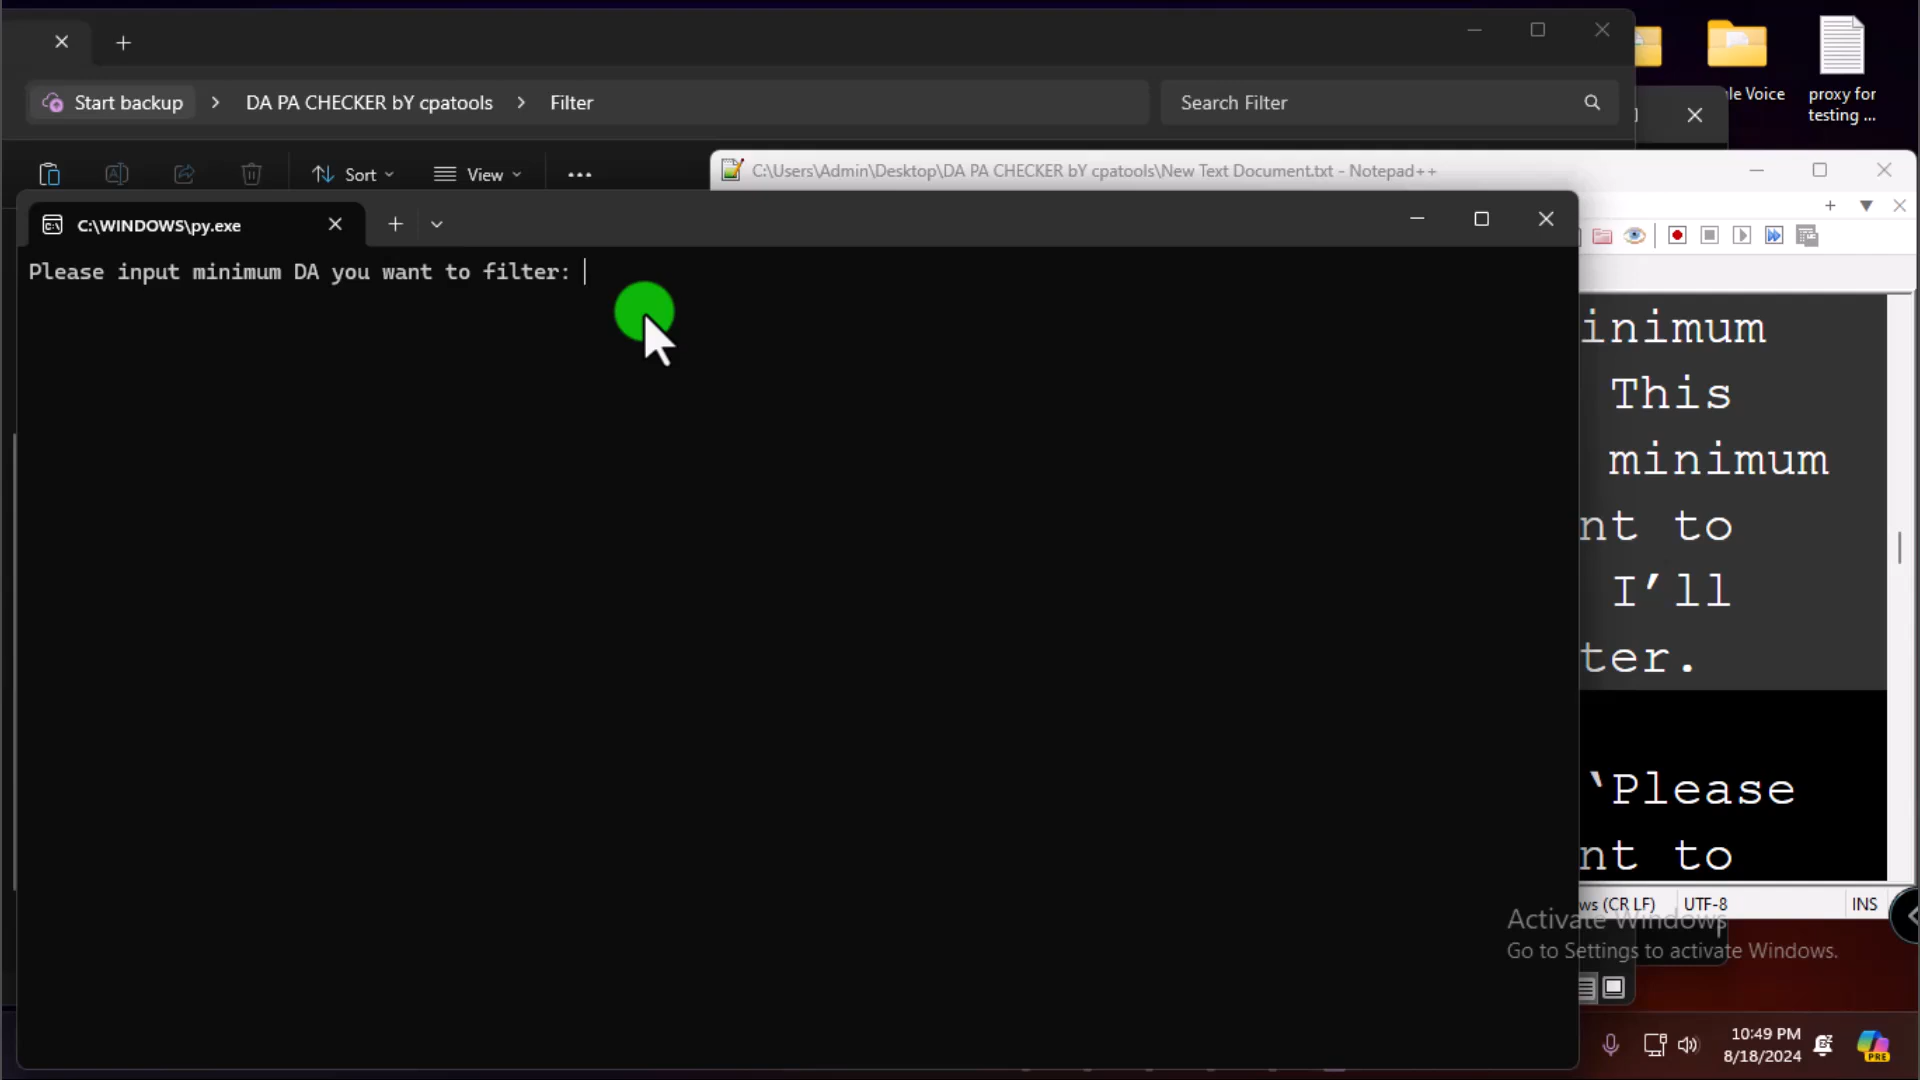 Start backup > DA PA CHECKER bY cpatools > Filter
Search Filter
Sort
View
C:\Users\Admin\Desktop\DA PA CHECKER bY cpatools\New Text Document.txt - Notepad++
C:\WINDOWS\py.exe
Please input minimum DA you want to filter:
inimum
This
minimum
nt to
I’ll
ter.
‘Please
nt to
ws (CR LF)
UTF-8
INS
Activate Windows
Go to Settings to activate Windows.
le Voice
proxy for
testing ...
10:49 PM
8/18/2024
PRE